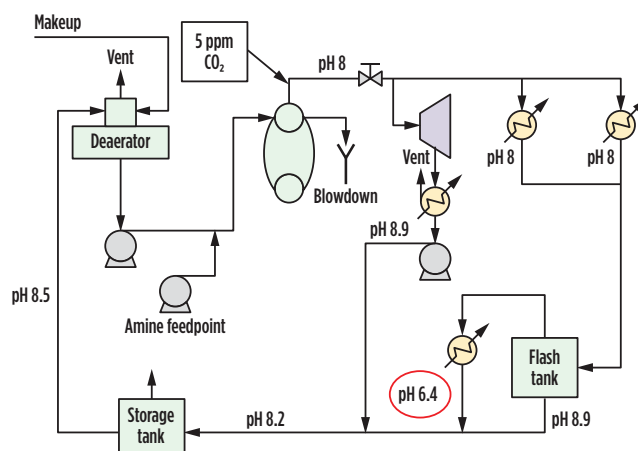 Makeup
Vent
Deaerator
5 ppm
CO₂
pH 8
Blowdown
Vent
pH 8
pH 8
pH 8.9
pH 8.5
Amine feedpoint
Flash
tank
pH 6.4
pH 8.9
Storage
tank
pH 8.2